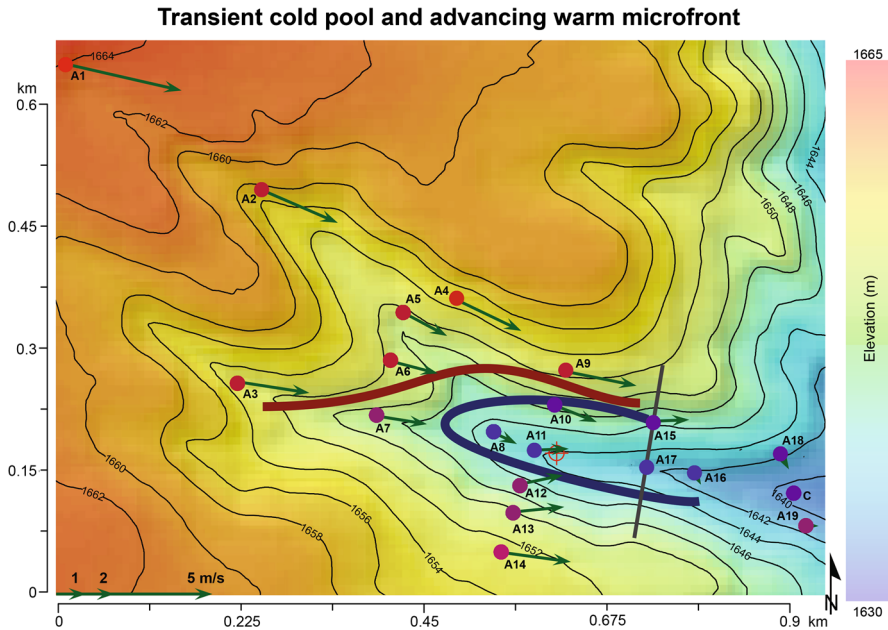 Transient cold pool and advancing warm microfront
1664
A1
1665
km
0.6
1662
1660
1644
A2
1646
1648
1650
0.45
A4
A5
Elevation (m)
0.3
A9
A6
A3
A10
A7
A15
A11
A18
A8
0.15
A17
A16
1660
A12
1640
C
1662
1656
A13
1642
A19
1658
1644
1652
1646
1654
A14
1 2 5 m/s
0
N
1630
0 0.225 0.45 0.675 0.9 km